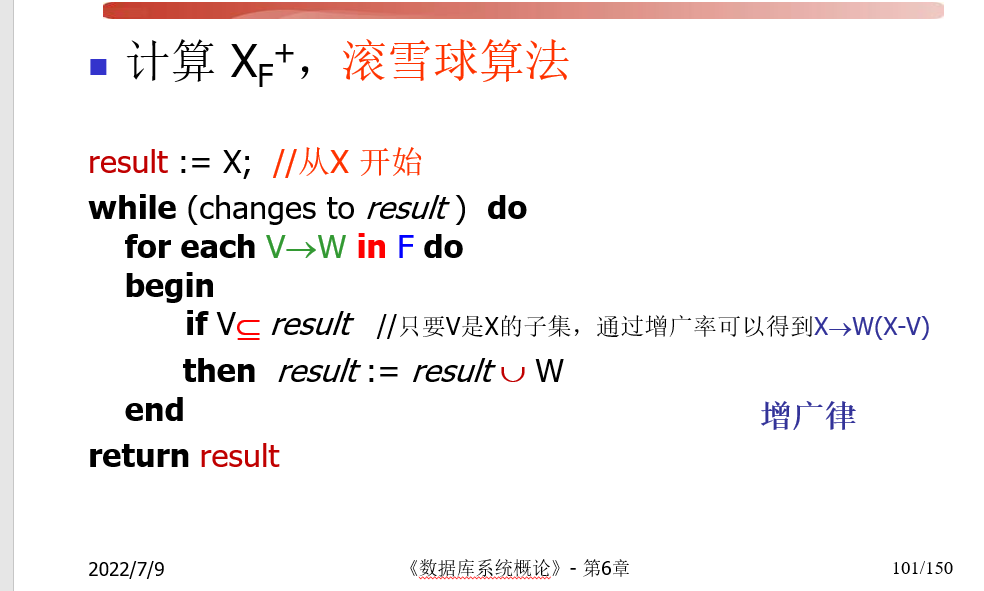 计算 X_F^+，滚雪球算法
result := X; //从X 开始
while (changes to result ) do
for each V→W in F do
begin
if V⊆ result //只要V是X的子集，通过增广率可以得到X→W(X-V)
then result := result ∪ W
end
增广律
return result
2022/7/9
《数据库系统概论》- 第6章
101/150